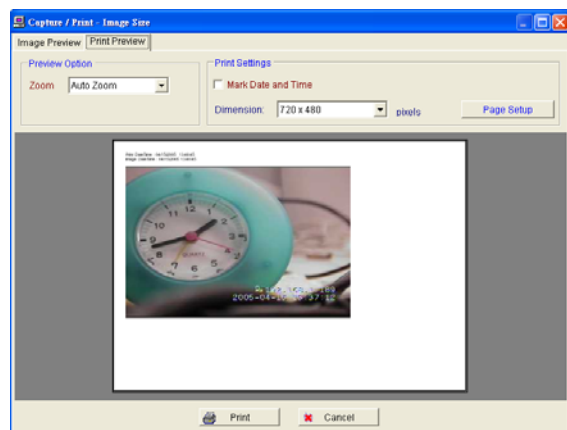 Capture / Print - Image Size
Image Preview Print Preview
Preview Option
Zoom Auto Zoom
Print Settings
Mark Date and Time
Dimension: 720 x 480 pixels
Page Setup
12
1
2
3
4
5
6
7
8
9
10
11
QUARTZ
Print Cancel